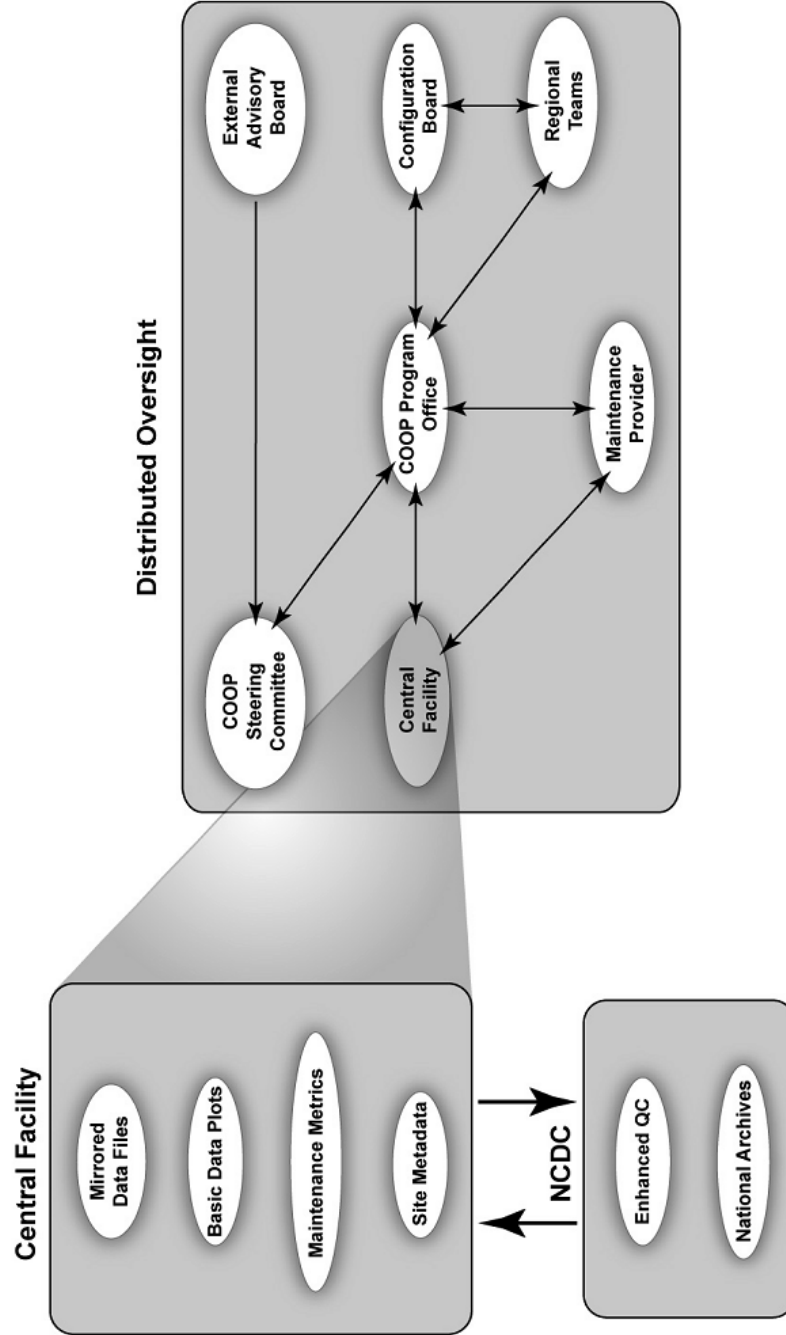 Central Facility
Mirrored
Data Files
Basic Data Plots
Maintenance Metrics
Site Metadata
NCDC
Enhanced QC
National Archives
Distributed Oversight
COOP
Steering
Committee
External
Advisory
Board
Central
Facility
COOP Program
Office
Configuration
Board
Maintenance
Provider
Regional
Teams